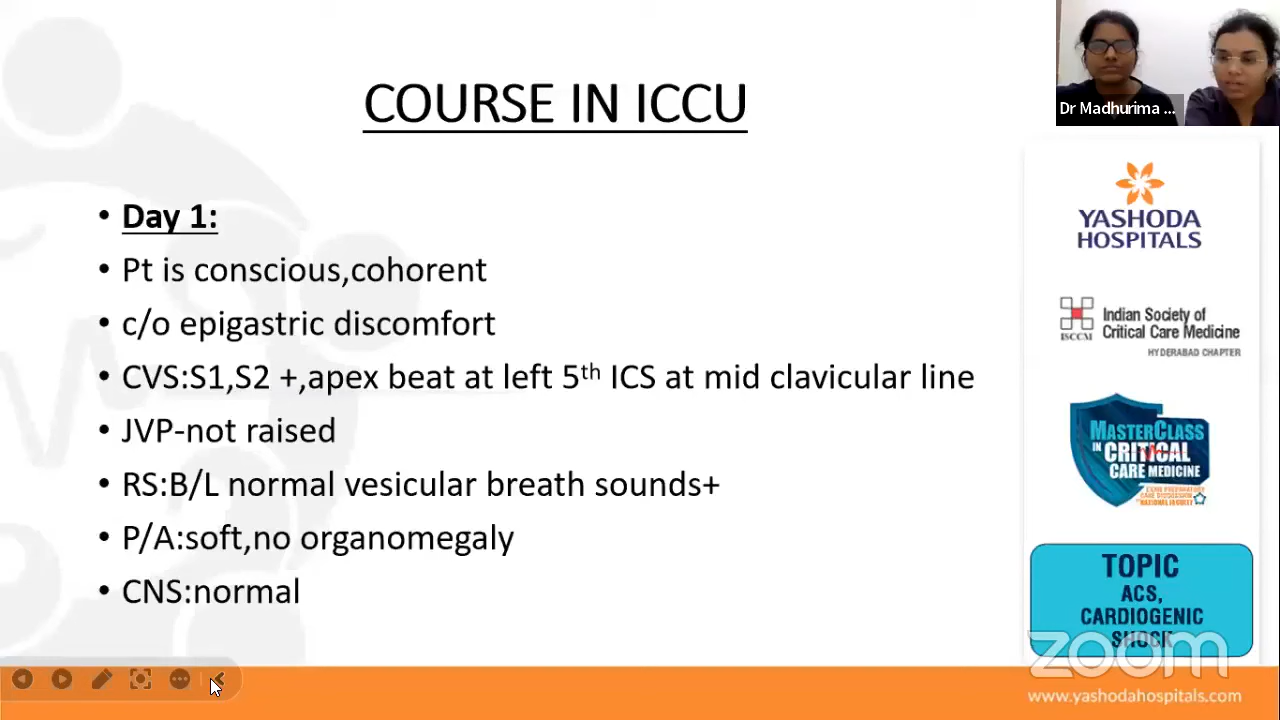 COURSE IN ICCU
• Day 1:
• Pt is conscious,cohorent
• c/o epigastric discomfort
• CVS:S1,S2 +,apex beat at left 5th ICS at mid clavicular line
• JVP-not raised
• RS:B/L normal vesicular breath sounds+
• P/A:soft,no organomegaly
• CNS:normal
Dr Madhurima ...
YASHODA
HOSPITALS
ISCCM
Indian Society of
Critical Care Medicine
HYDERABAD CHAPTER
MASTERCLASS
IN CRITICAL
CARE MEDICINE
NATIONAL FACULTY
TOPIC
ACS,
CARDIOGENIC
SHOCK
zoom
www.yashodahospitals.com